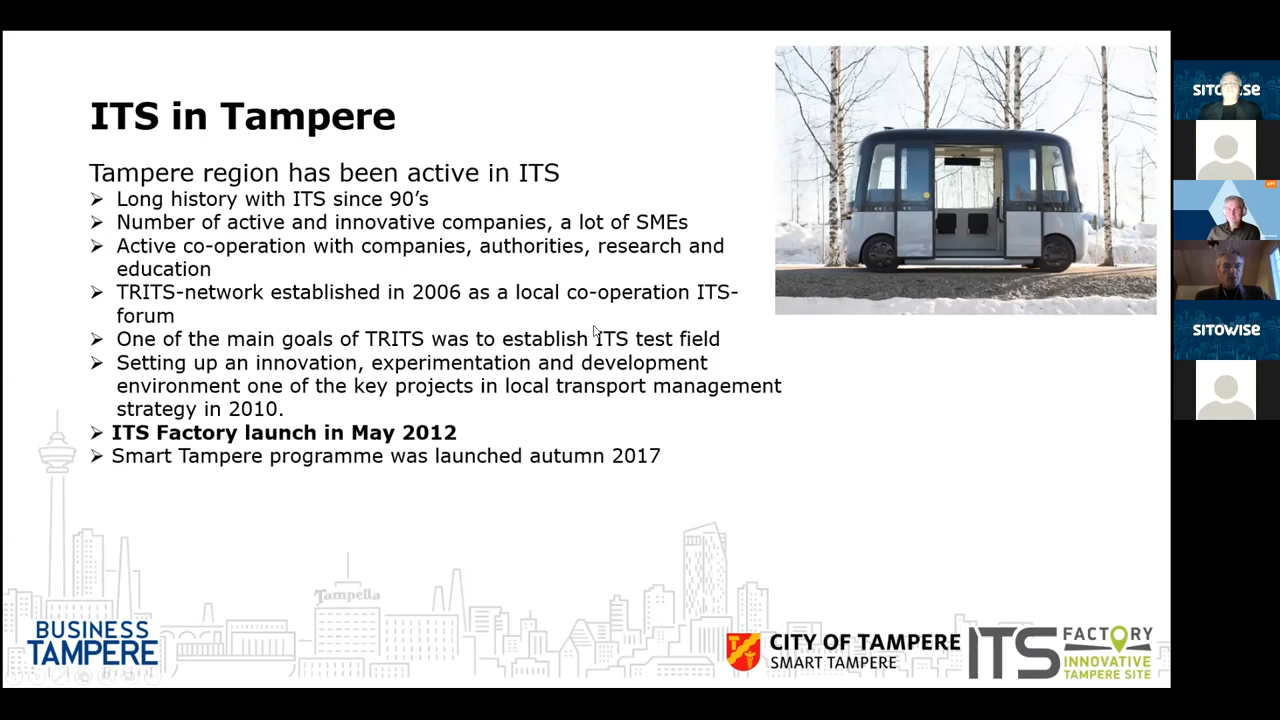 ITS in Tampere
Tampere region has been active in ITS
Long history with ITS since 90’s
Number of active and innovative companies, a lot of SMEs
Active co-operation with companies, authorities, research and
education
TRITS-network established in 2006 as a local co-operation ITS-
forum
One of the main goals of TRITS was to establish ITS test field
Setting up an innovation, experimentation and development
environment one of the key projects in local transport management
strategy in 2010.
ITS Factory launch in May 2012
Smart Tampere programme was launched autumn 2017
Tampella
BUSINESS
TAMPERE
CITY OF TAMPERE
SMART TAMPERE
ITS FACTORY
INNOVATIVE
TAMPERE SITE
SITOWISE